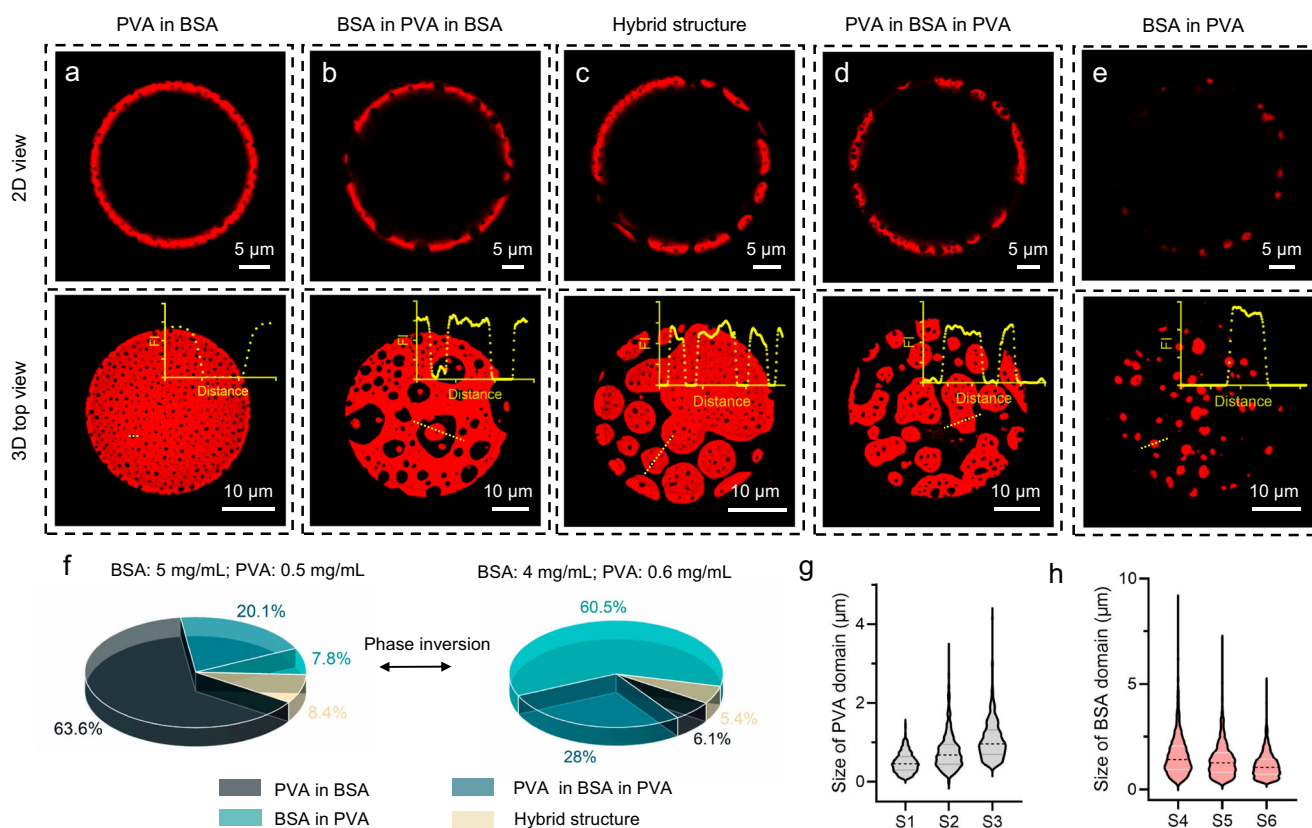 PVA in BSA
BSA in PVA in BSA
Hybrid structure
PVA in BSA in PVA
BSA in PVA
2D view
a
5 µm
b
5 µm
c
5 µm
d
5 µm
e
5 µm
3D top view
FI
Distance
10 µm
FI
Distance
10 µm
FI
Distance
10 µm
FI
Distance
10 µm
FI
Distance
10 µm
f
BSA: 5 mg/mL; PVA: 0.5 mg/mL
20.1%
7.8%
8.4%
63.6%
Phase inversion
BSA: 4 mg/mL; PVA: 0.6 mg/mL
60.5%
5.4%
6.1%
28%
PVA in BSA
PVA in BSA in PVA
BSA in PVA
Hybrid structure
g
Size of PVA domain (µm)
4
2
0
S1 S2 S3
h
Size of BSA domain (µm)
10
5
0
S4 S5 S6